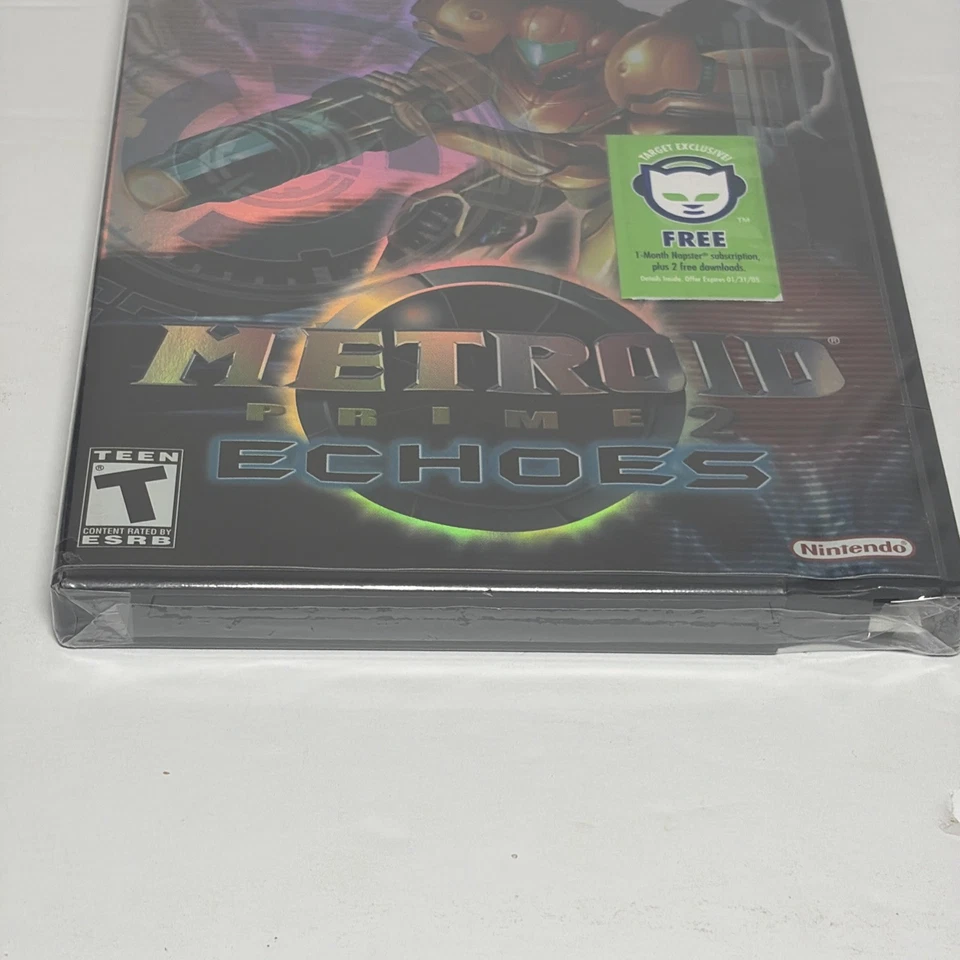 TARGET EXCLUSIVE!
TM
FREE
1-Month Napster® subscription,
plus 2 free downloads.
Details Inside. Offer Expires 01/31/05
METROID®
PRIME 2
ECHOES
TEEN
®
T
CONTENT RATED BY
ESRB
Nintendo®